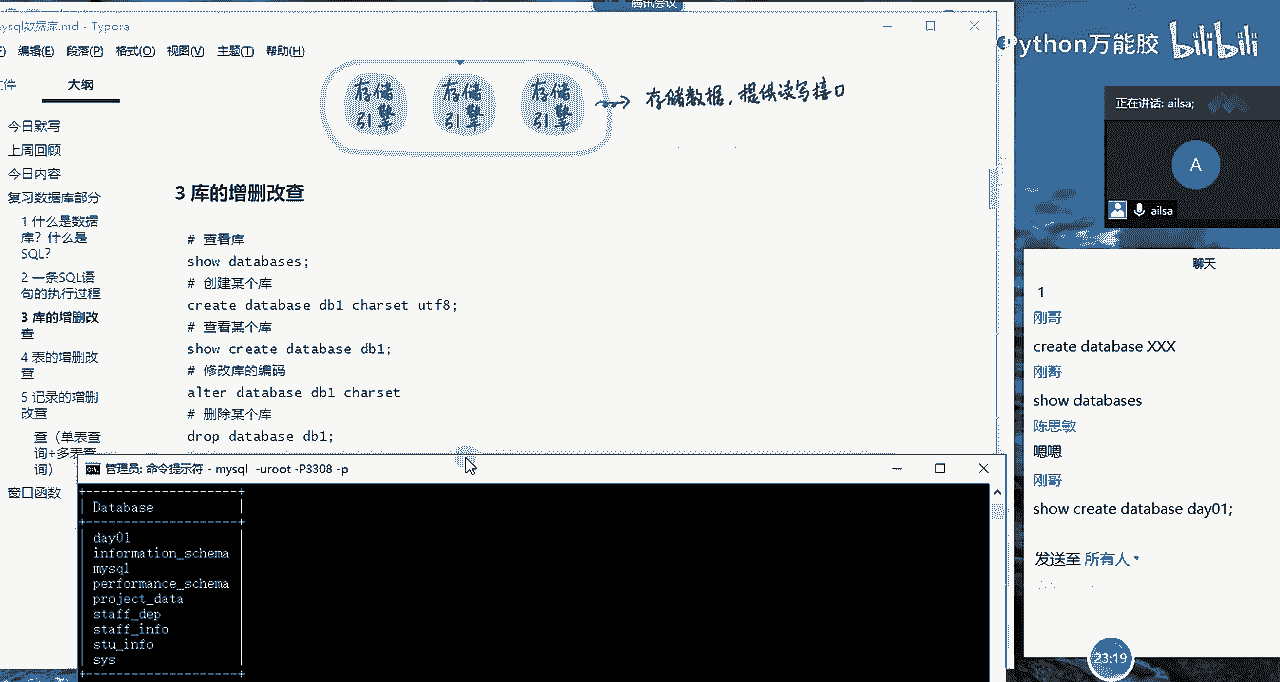 腾讯会议
ysql数据库.md - Typora
编辑(E) 段落(P) 格式(O) 视图(V) 主题(T) 帮助(H)
大纲
今日默写
上周回顾
今日内容
复习数据库部分
1 什么是数据
库？什么是
SQL?
2 一条SQL语
句的执行过程
3 库的增删改
查
4 表的增删改
查
5 记录的增删
改查
查（单表查
询+多表查
询）
窗口函数
存储 存储 存储
引擎 引擎 引擎
存储数据，提供读写接口
3 库的增删改查
# 查看库
show databases;
# 创建某个库
create database db1 charset utf8;
# 查看某个库
show create database db1;
# 修改库的编码
alter database db1 charset
# 删除某个库
drop database db1;
管理员: 命令提示符 - mysql -uroot -P3308 -p
Database
day01
information_schema
mysql
performance_schema
project_data
staff_dep
staff_info
stu_info
sys
ython万能胶 bilibili
正在讲话: ailsa;
A
ailsa
聊天
1
刚哥
create database XXX
刚哥
show databases
陈思敏
嗯嗯
刚哥
show create database day01;
发送至 所有人
23:19